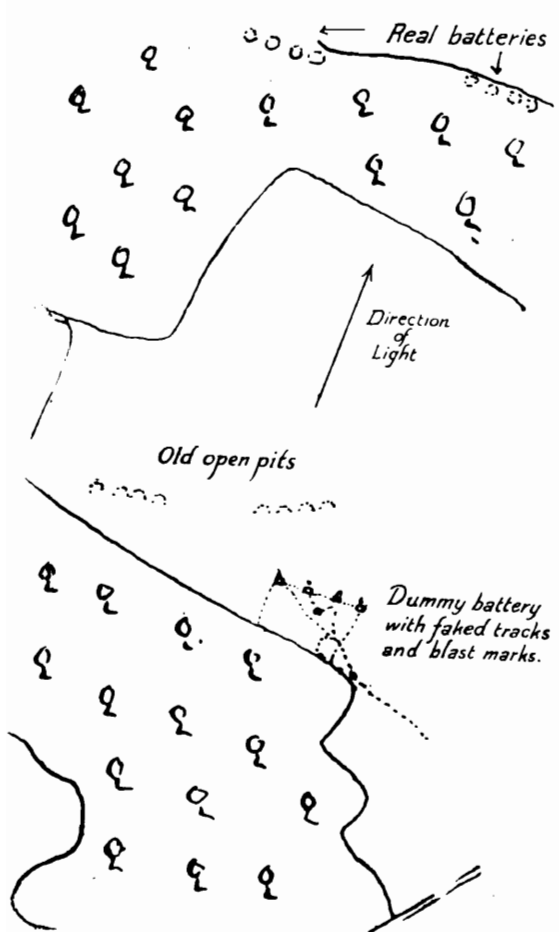 Real batteries
Direction
of
Light
Old open pits
Dummy battery
with faked tracks
and blast marks.